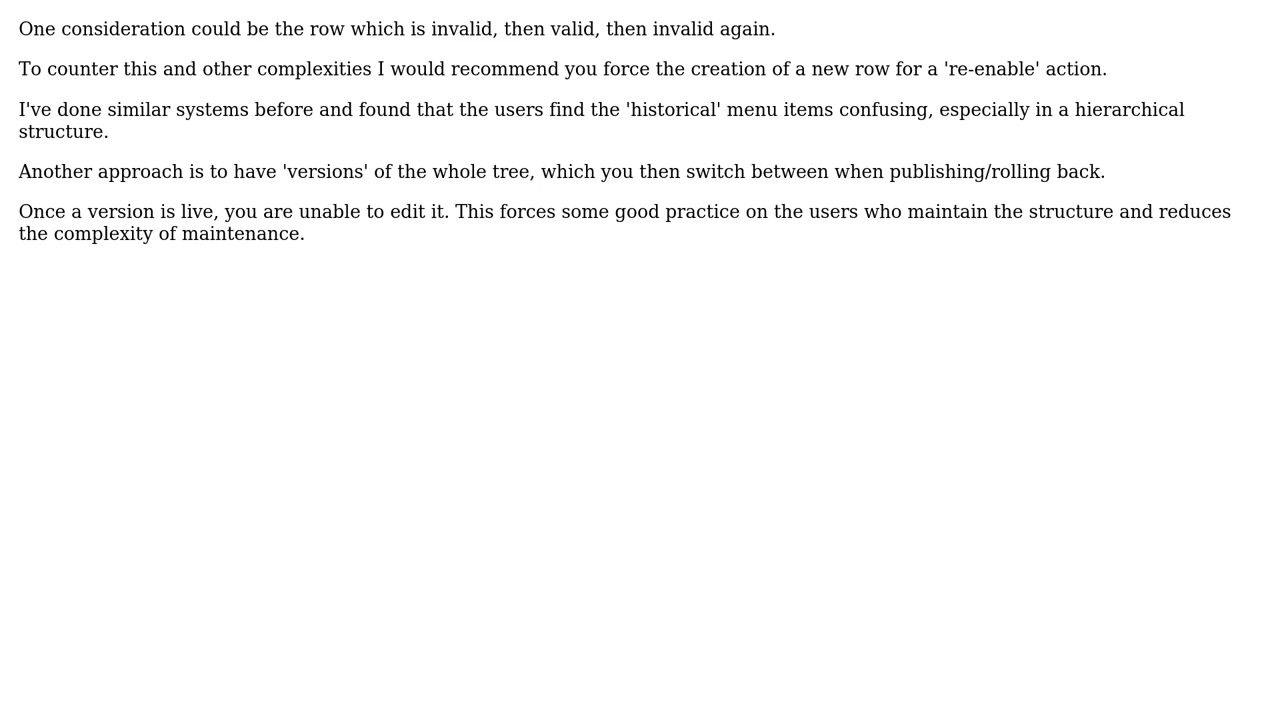 One consideration could be the row which is invalid, then valid, then invalid again.
To counter this and other complexities I would recommend you force the creation of a new row for a 're-enable' action.
I've done similar systems before and found that the users find the 'historical' menu items confusing, especially in a hierarchical
structure.
Another approach is to have 'versions' of the whole tree, which you then switch between when publishing/rolling back.
Once a version is live, you are unable to edit it. This forces some good practice on the users who maintain the structure and reduces
the complexity of maintenance.